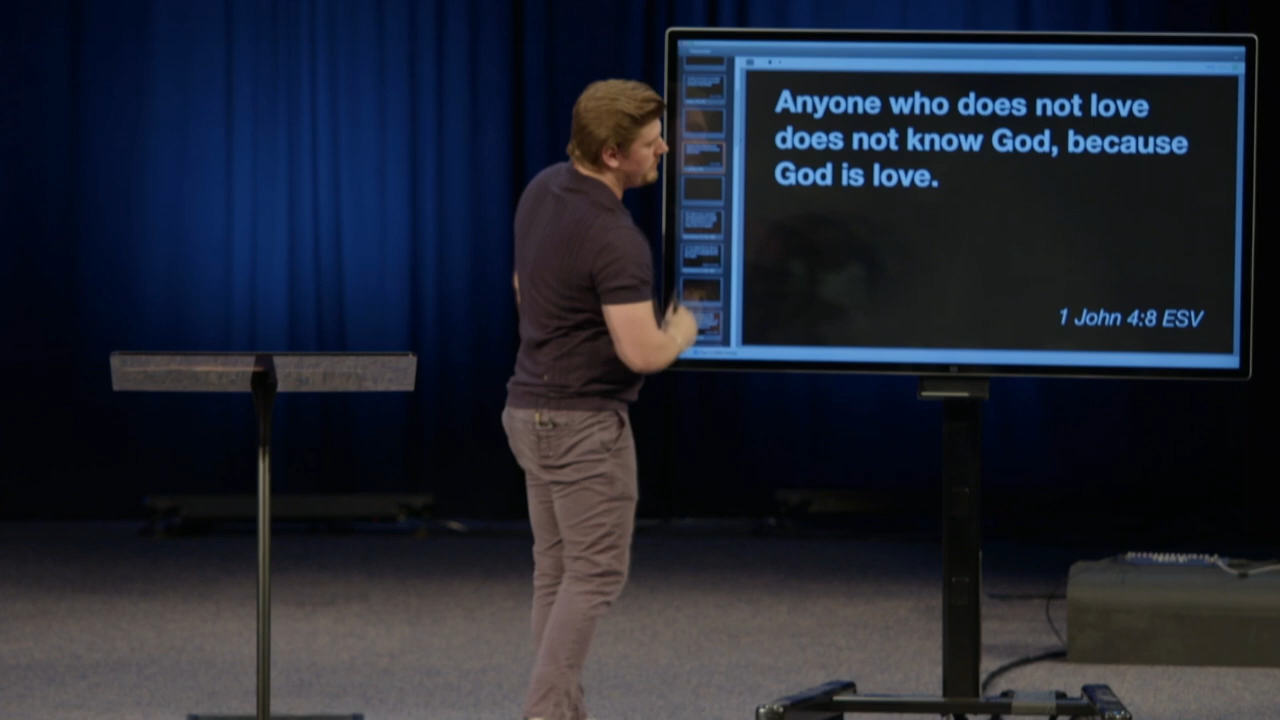 Anyone who does not love
does not know God, because
God is love.
1 John 4:8 ESV